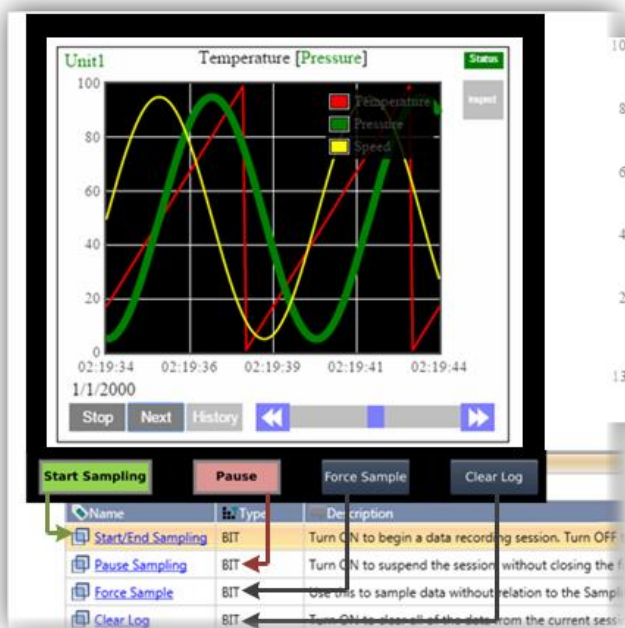 Unit1
Temperature [Pressure]
Status
Inspect
100
80
60
40
20
0
Temperature
Pressure
Speed
02:19:34 02:19:36 02:19:39 02:19:41 02:19:44
1/1/2000
Stop Next History
Start Sampling Pause Force Sample Clear Log
Name Type Description
Start/End Sampling BIT Turn ON to begin a data recording session. Turn OFF
Pause Sampling BIT Turn ON to suspend the session without closing the
Force Sample BIT Use this to sample data without relation to the
Clear Log BIT Turn ON to clear all of the data from the current